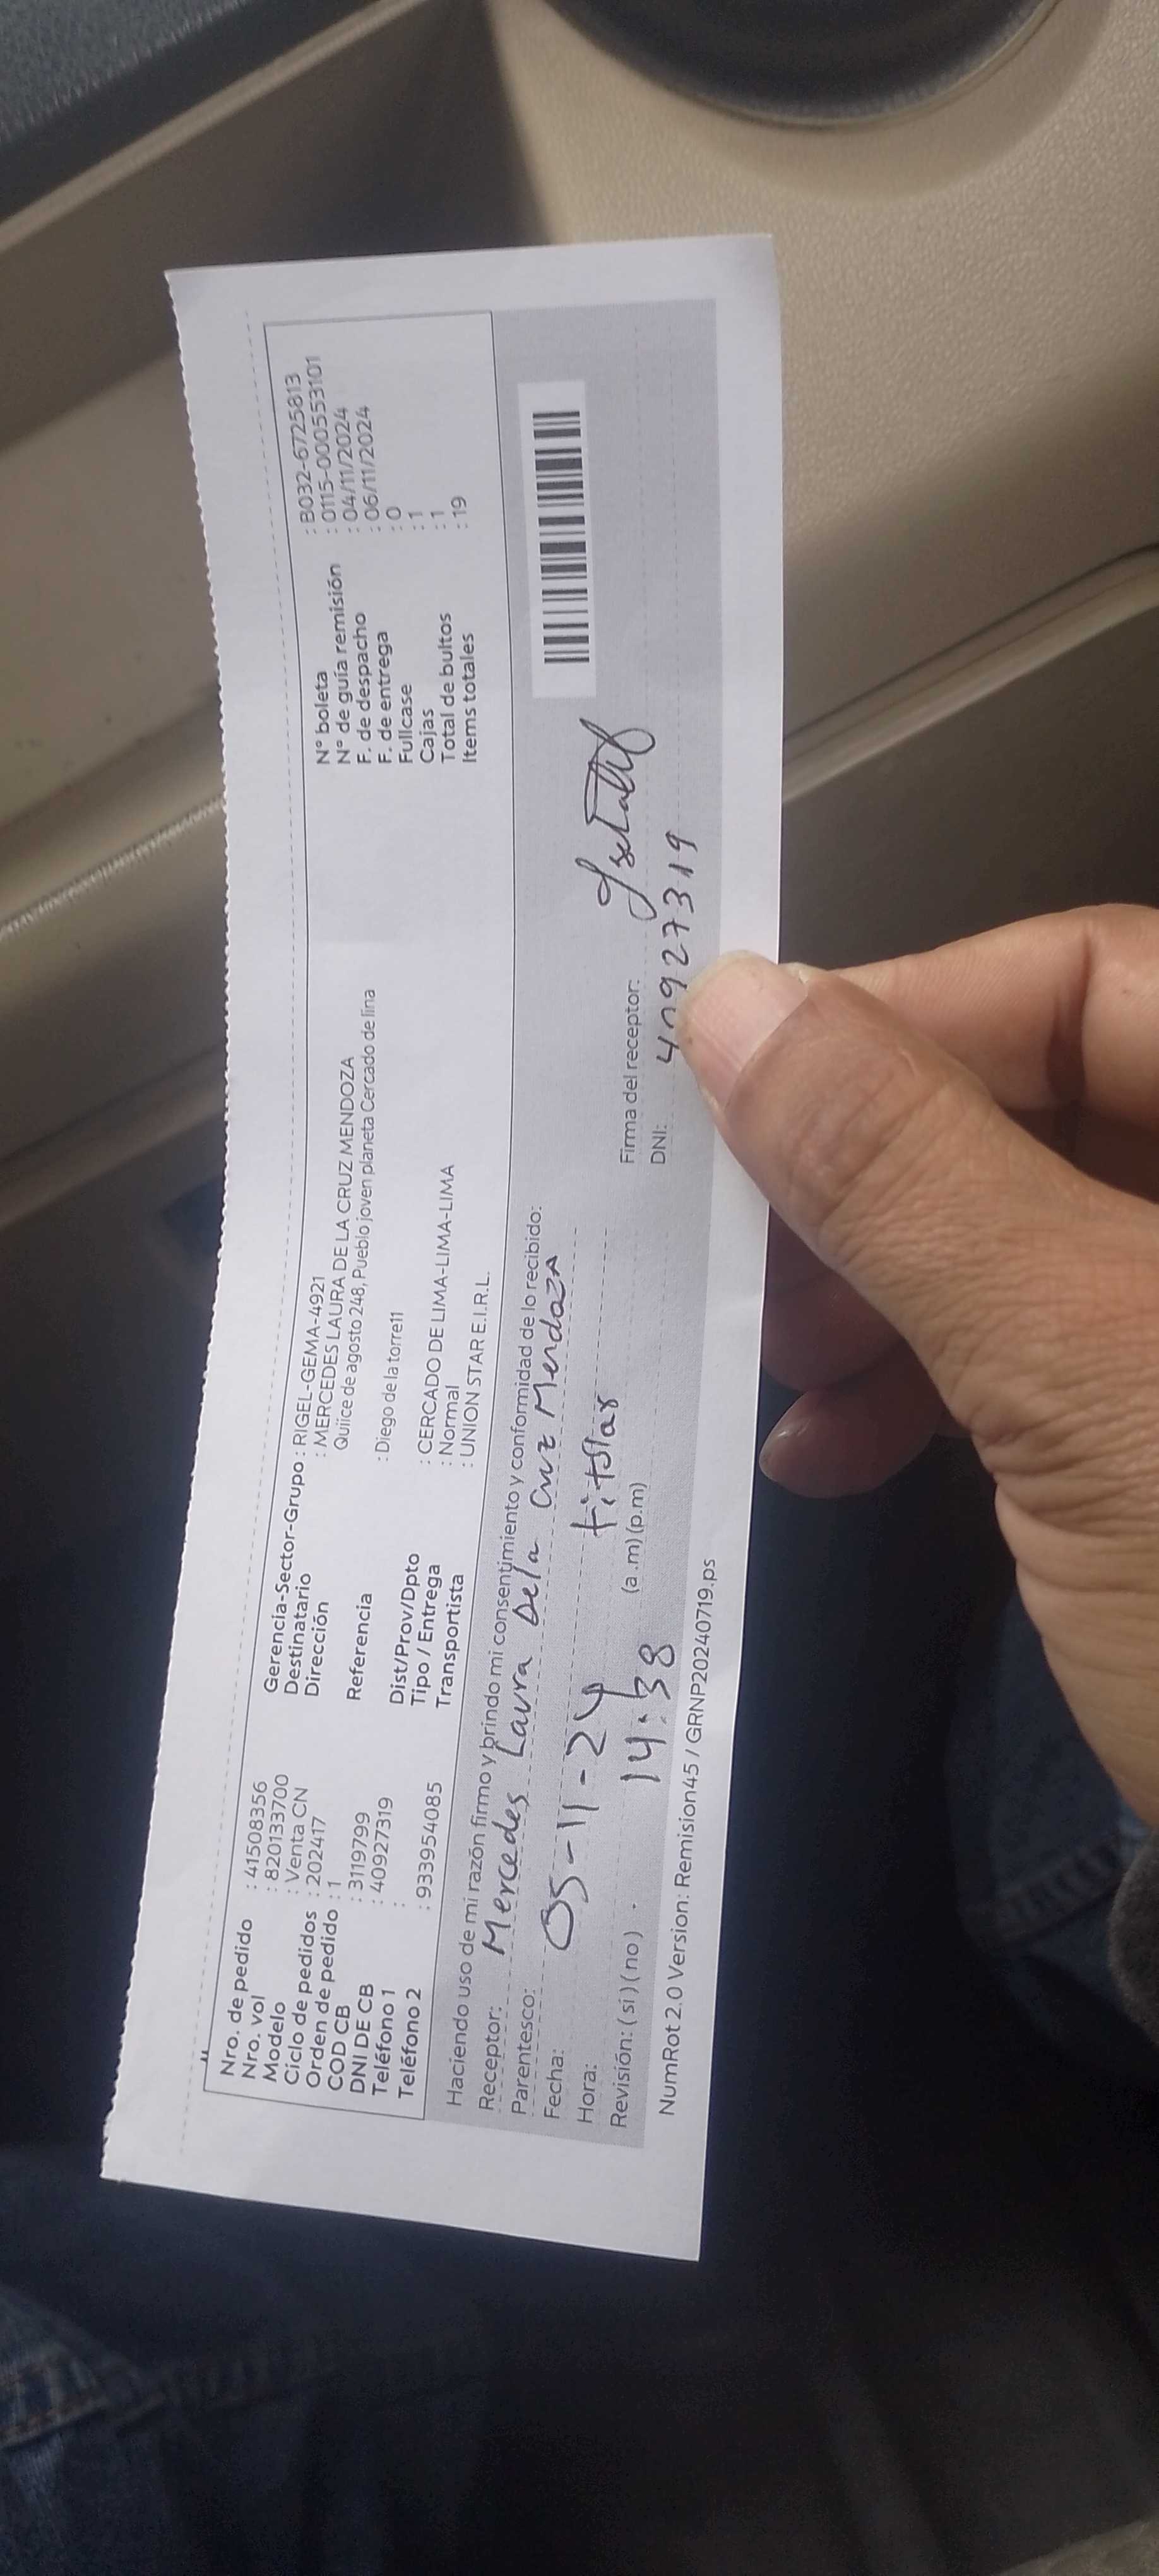 Nro. de pedido : 41508356
Nro. vol : 820133700
Modelo : Venta CN
Ciclo de pedidos : 202417
Orden de pedido : 1
COD CB : 3119799
DNI DE CB : 40927319
Teléfono 1 :
Teléfono 2 : 933954085
Gerencia-Sector-Grupo : RIGEL-GEMA-4921
Destinatario : MERCEDES LAURA DE LA CRUZ MENDOZA
Dirección Quiice de agosto 248, Pueblo joven planeta Cercado de lina
Referencia : Diego de la torre11
Dist/Prov/Dpto : CERCADO DE LIMA-LIMA-LIMA
Tipo / Entrega : Normal
Transportista : UNION STAR E.I.R.L.
N° boleta : B032-6725813
N° de guía remisión : 0115-000553101
F. de despacho : 04/11/2024
F. de entrega : 06/11/2024
Fullcase : 0
Cajas : 1
Total de bultos : 1
Items totales : 19
Haciendo uso de mi razón firmo y brindo mi consentimiento y conformidad de lo recibido:
Receptor: Mercedes Laura De la Cruz Mendoza
Parentesco: titular
Fecha: 05-11-24
Hora: 14:38 (a.m) (p.m)
Revisión: ( si ) ( no ) .
Firma del receptor:
DNI: 40927319
NumRot 2.0 Version: Remision45 / GRNP20240719.ps